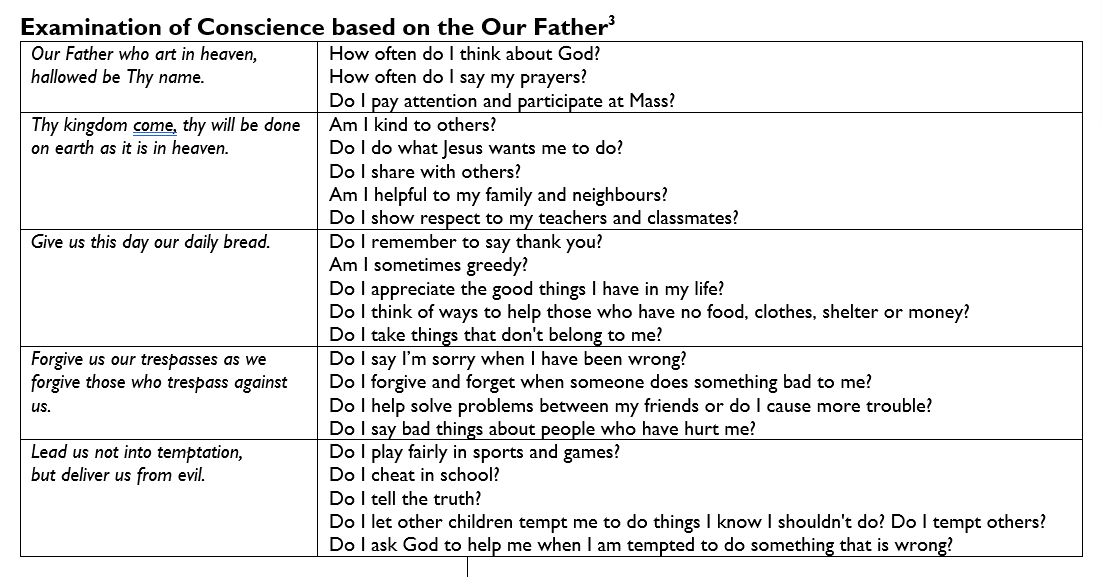 Examination of Conscience based on the Our Father³
Our Father who art in heaven,
hallowed be Thy name.
How often do I think about God?
How often do I say my prayers?
Do I pay attention and participate at Mass?
Thy kingdom come, thy will be done
on earth as it is in heaven.
Am I kind to others?
Do I do what Jesus wants me to do?
Do I share with others?
Am I helpful to my family and neighbours?
Do I show respect to my teachers and classmates?
Give us this day our daily bread.
Do I remember to say thank you?
Am I sometimes greedy?
Do I appreciate the good things I have in my life?
Do I think of ways to help those who have no food, clothes, shelter or money?
Do I take things that don't belong to me?
Forgive us our trespasses as we
forgive those who trespass against
us.
Do I say I’m sorry when I have been wrong?
Do I forgive and forget when someone does something bad to me?
Do I help solve problems between my friends or do I cause more trouble?
Do I say bad things about people who have hurt me?
Lead us not into temptation,
but deliver us from evil.
Do I play fairly in sports and games?
Do I cheat in school?
Do I tell the truth?
Do I let other children tempt me to do things I know I shouldn't do? Do I tempt others?
Do I ask God to help me when I am tempted to do something that is wrong?